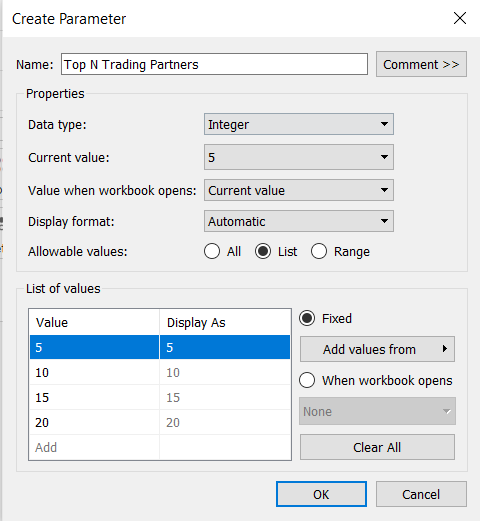 Create Parameter
Name: Top N Trading Partners Comment >>
Properties
Data type: Integer
Current value: 5
Value when workbook opens: Current value
Display format: Automatic
Allowable values: All List Range
List of values
Value Display As
5 5
10 10
15 15
20 20
Add
Fixed
Add values from
When workbook opens
None
Clear All
OK Cancel